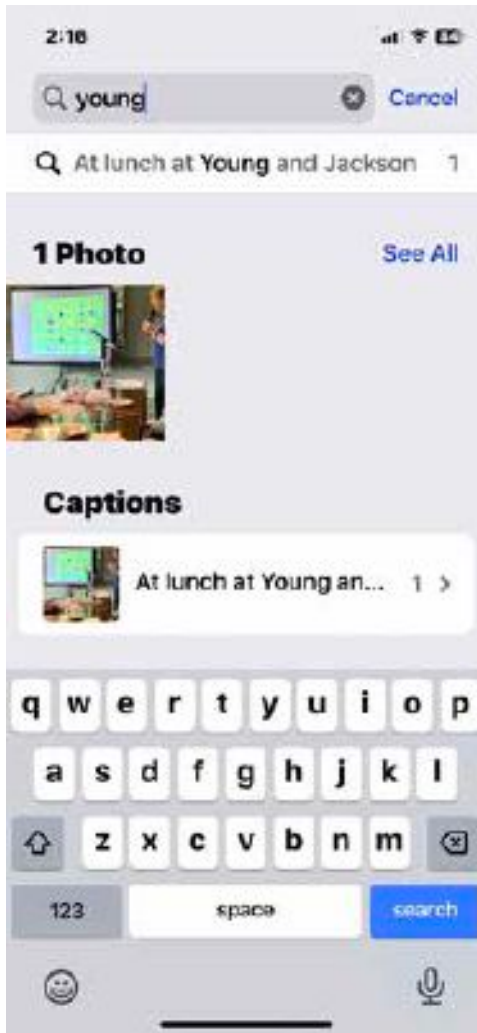 2:18
young
Cancel
At lunch at Young and Jackson 1
1 Photo
See All
Captions
At lunch at Young an... 1
q w e r t y u i o p
a s d f g h j k l
z x c v b n m
123
space
search